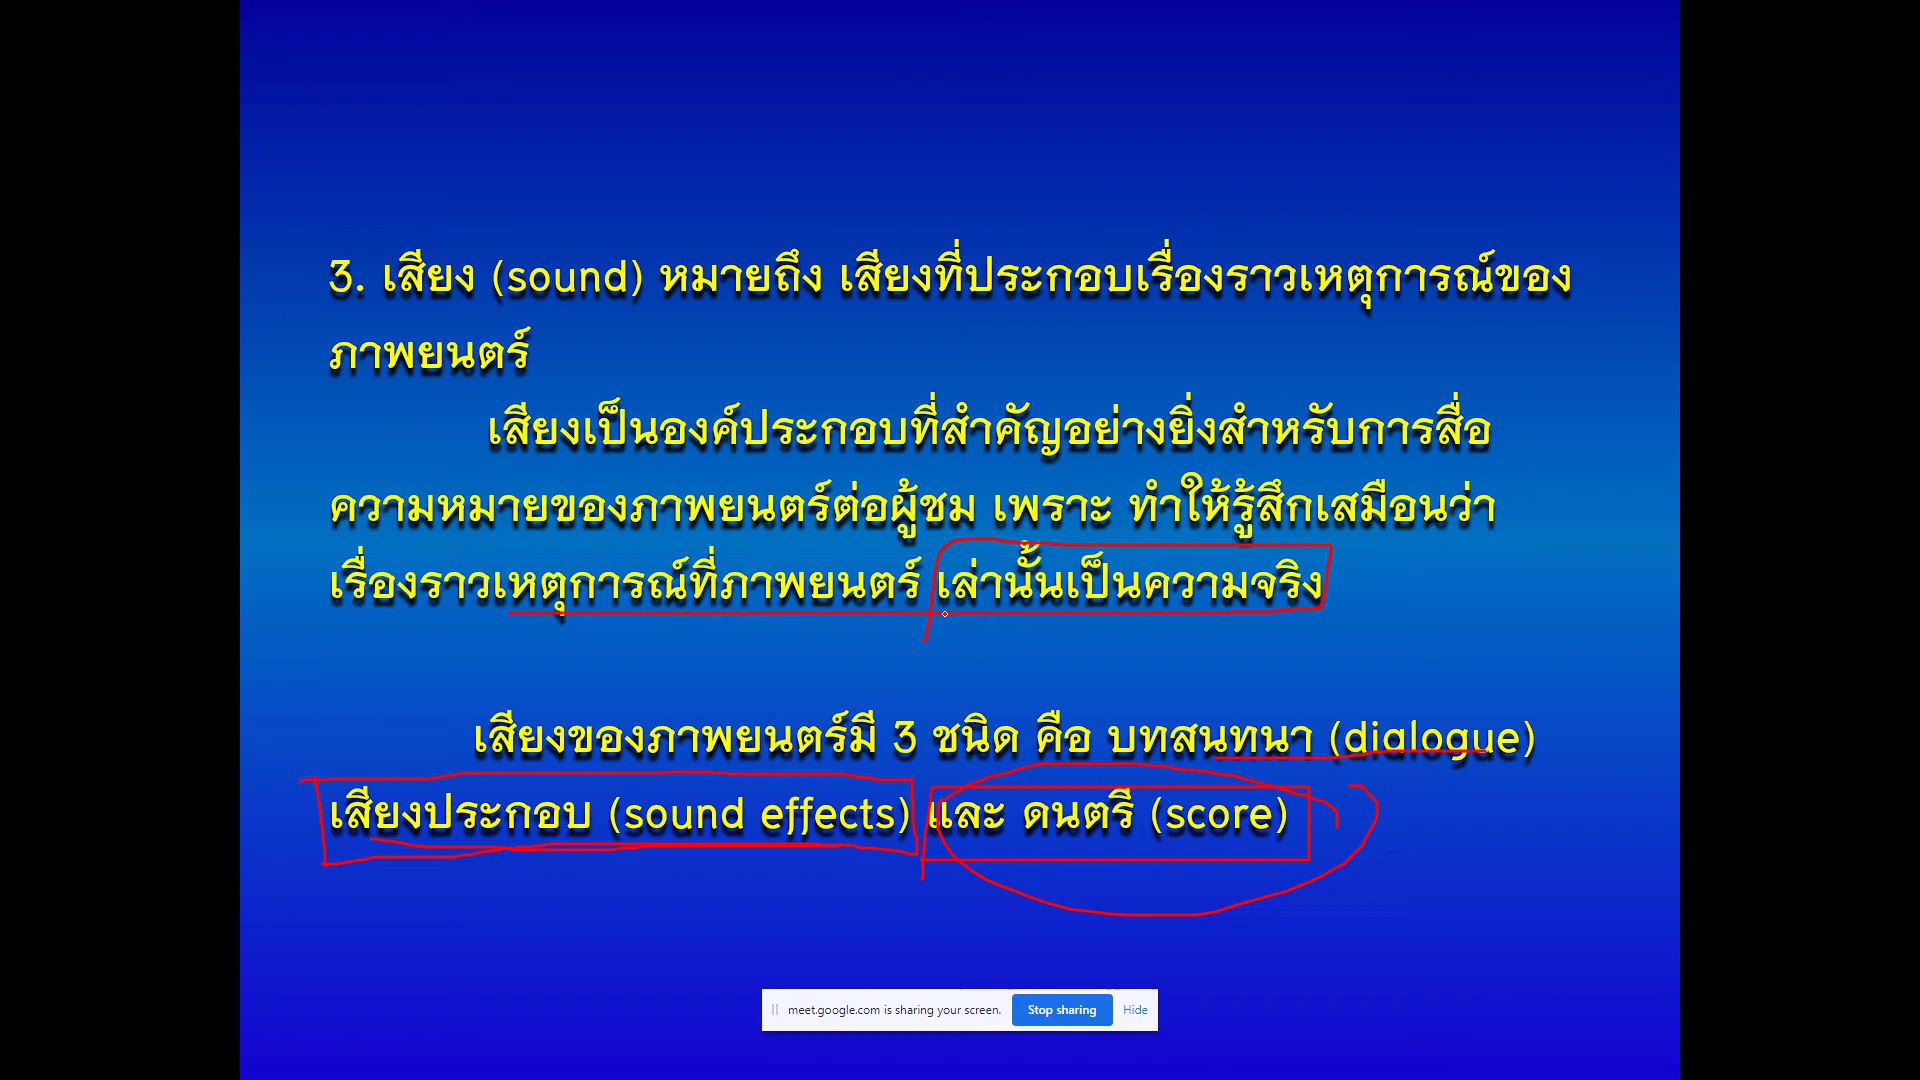 3. เสียง (sound) หมายถึง เสียงที่ประกอบเรื่องราวเหตุการณ์ของ
ภาพยนตร์
เสียงเป็นองค์ประกอบที่สำคัญอย่างยิ่งสำหรับการสื่อ
ความหมายของภาพยนตร์ต่อผู้ชม เพราะ ทำให้รู้สึกเสมือนว่า
เรื่องราวเหตุการณ์ที่ภาพยนตร์ เล่านั้นเป็นความจริง
เสียงของภาพยนตร์มี 3 ชนิด คือ บทสนทนา (dialogue)
เสียงประกอบ (sound effects) และ ดนตรี (score)
meet.google.com is sharing your screen. Stop sharing Hide